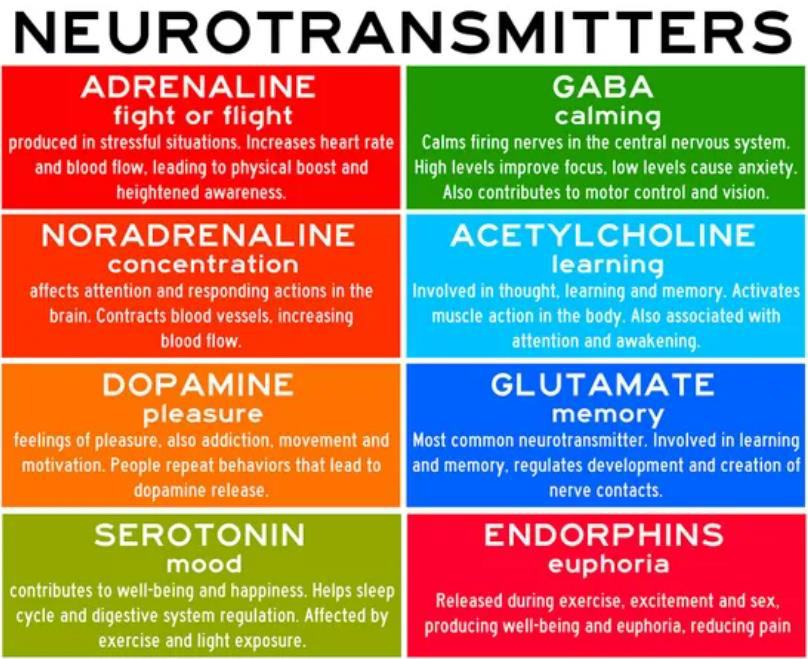 NEUROTRANSMITTERS
ADRENALINE
fight or flight
produced in stressful situations. Increases heart rate
and blood flow, leading to physical boost and
heightened awareness.
GABA
calming
Calms firing nerves in the central nervous system.
High levels improve focus, low levels cause anxiety.
Also contributes to motor control and vision.
NORADRENALINE
concentration
affects attention and responding actions in the
brain. Contracts blood vessels, increasing
blood flow.
ACETYLCHOLINE
learning
Involved in thought, learning and memory. Activates
muscle action in the body. Also associated with
attention and awakening.
DOPAMINE
pleasure
feelings of pleasure, also addiction, movement and
motivation. People repeat behaviors that lead to
dopamine release.
GLUTAMATE
memory
Most common neurotransmitter. Involved in learning
and memory, regulates development and creation of
nerve contacts.
SEROTONIN
mood
contributes to well-being and happiness. Helps sleep
cycle and digestive system regulation. Affected by
exercise and light exposure.
ENDORPHINS
euphoria
Released during exercise, excitement and sex,
producing well-being and euphoria, reducing pain